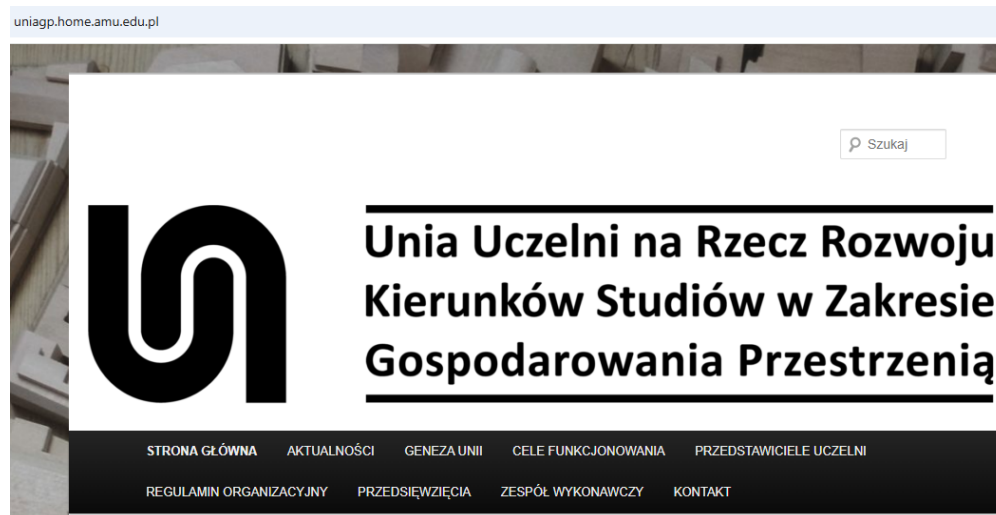 uniagp.home.amu.edu.pl
Szukaj
Unia Uczelni na Rzecz Rozwoju
Kierunków Studiów w Zakresie
Gospodarowania Przestrzenią
STRONA GŁÓWNA AKTUALNOŚCI GENEZA UNII CELE FUNKCJONOWANIA PRZEDSTAWICIELE UCZELNI
REGULAMIN ORGANIZACYJNY PRZEDSIĘWZIĘCIA ZESPÓŁ WYKONAWCZY KONTAKT